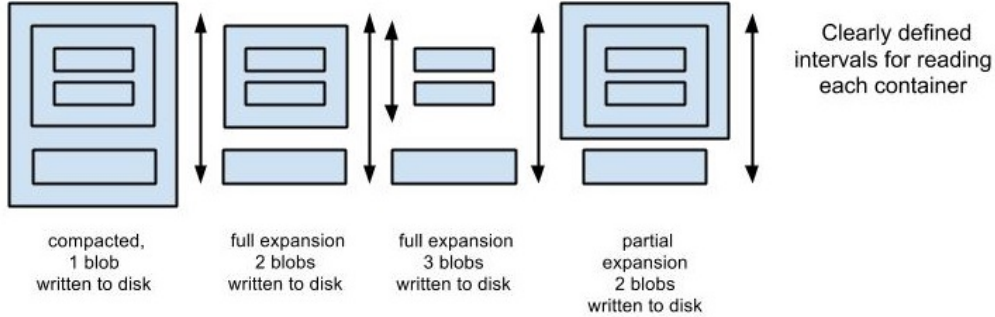 Clearly defined
intervals for reading
each container
compacted,
1 blob
written to disk
full expansion
2 blobs
written to disk
full expansion
3 blobs
written to disk
partial
expansion
2 blobs
written to disk